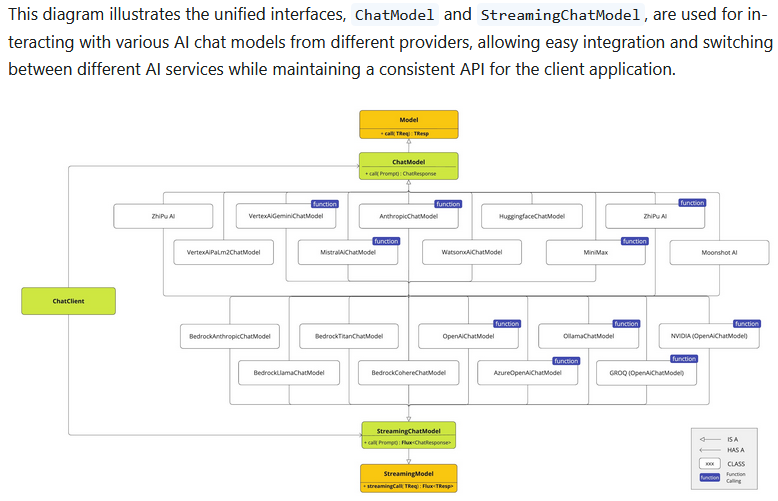 This diagram illustrates the unified interfaces, ChatModel and StreamingChatModel, are used for in-
teracting with various AI chat models from different providers, allowing easy integration and switching
between different AI services while maintaining a consistent API for the client application.
Model
+ call( TReq) : TResp
ChatModel
+ call( Prompt) : ChatResponse
function
function
function
ZhiPu AI
VertexAiGeminiChatModel
AnthropicChatModel
HuggingfaceChatModel
ZhiPu AI
function
function
VertexAiPaLm2ChatModel
MistralAiChatModel
WatsonxAiChatModel
MiniMax
Moonshot AI
ChatClient
function
function
function
BedrockAnthropicChatModel
BedrockTitanChatModel
OpenAiChatModel
OllamaChatModel
NVIDIA (OpenAiChatModel)
function
function
BedrockLlamaChatModel
BedrockCohereChatModel
AzureOpenAiChatModel
GROQ (OpenAiChatModel)
StreamingChatModel
+ call( Prompt) : Flux<ChatResponse>
StreamingModel
+ streamingCall( TReq) : Flux<TResp>
IS A
HAS A
xxx CLASS
function Function
Calling